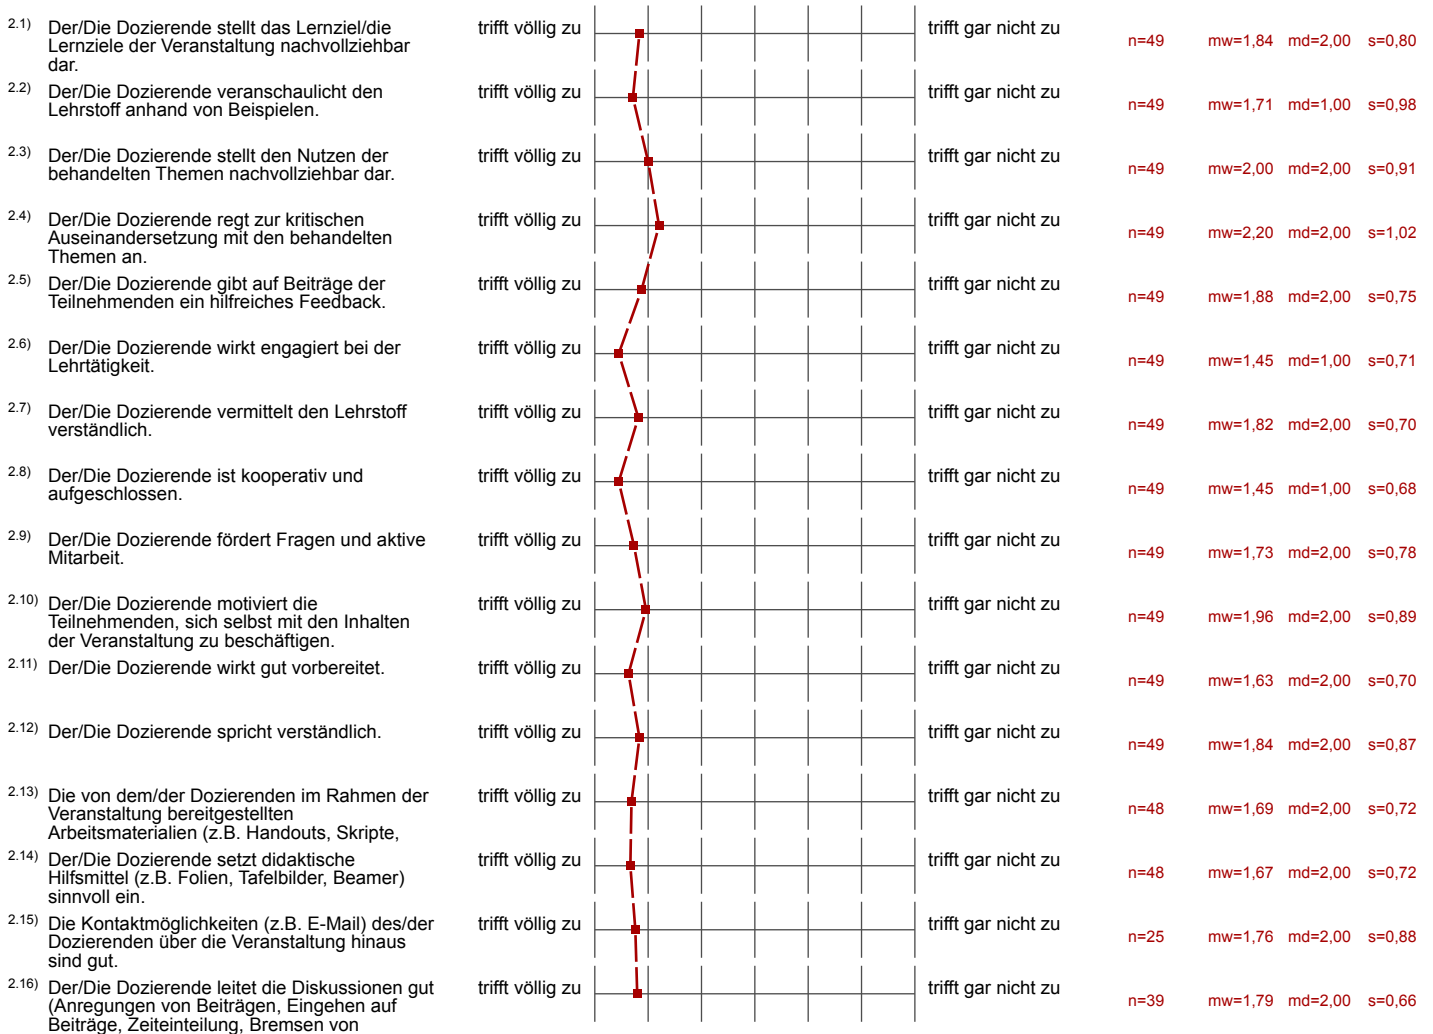 2.1) Der/Die Dozierende stellt das Lernziel/die trifft völlig zu trifft gar nicht zu
Lernziele der Veranstaltung nachvollziehbar n=49 mw=1,84 md=2,00 s=0,80
dar.
2.2) Der/Die Dozierende veranschaulicht den trifft völlig zu trifft gar nicht zu
Lehrstoff anhand von Beispielen. n=49 mw=1,71 md=1,00 s=0,98
2.3) Der/Die Dozierende stellt den Nutzen der trifft völlig zu trifft gar nicht zu
behandelten Themen nachvollziehbar dar. n=49 mw=2,00 md=2,00 s=0,91
2.4) Der/Die Dozierende regt zur kritischen trifft völlig zu trifft gar nicht zu
Auseinandersetzung mit den behandelten n=49 mw=2,20 md=2,00 s=1,02
Themen an.
2.5) Der/Die Dozierende gibt auf Beiträge der trifft völlig zu trifft gar nicht zu
Teilnehmenden ein hilfreiches Feedback. n=49 mw=1,88 md=2,00 s=0,75
2.6) Der/Die Dozierende wirkt engagiert bei der trifft völlig zu trifft gar nicht zu
Lehrtätigkeit. n=49 mw=1,45 md=1,00 s=0,71
2.7) Der/Die Dozierende vermittelt den Lehrstoff trifft völlig zu trifft gar nicht zu
verständlich. n=49 mw=1,82 md=2,00 s=0,70
2.8) Der/Die Dozierende ist kooperativ und trifft völlig zu trifft gar nicht zu
aufgeschlossen. n=49 mw=1,45 md=1,00 s=0,68
2.9) Der/Die Dozierende fördert Fragen und aktive trifft völlig zu trifft gar nicht zu
Mitarbeit. n=49 mw=1,73 md=2,00 s=0,78
2.10) Der/Die Dozierende motiviert die trifft völlig zu trifft gar nicht zu
Teilnehmenden, sich selbst mit den Inhalten n=49 mw=1,96 md=2,00 s=0,89
der Veranstaltung zu beschäftigen.
2.11) Der/Die Dozierende wirkt gut vorbereitet. trifft völlig zu trifft gar nicht zu
n=49 mw=1,63 md=2,00 s=0,70
2.12) Der/Die Dozierende spricht verständlich. trifft völlig zu trifft gar nicht zu
n=49 mw=1,84 md=2,00 s=0,87
2.13) Die von dem/der Dozierenden im Rahmen der trifft völlig zu trifft gar nicht zu
Veranstaltung bereitgestellten n=48 mw=1,69 md=2,00 s=0,72
Arbeitsmaterialien (z.B. Handouts, Skripte,
2.14) Der/Die Dozierende setzt didaktische trifft völlig zu trifft gar nicht zu
Hilfsmittel (z.B. Folien, Tafelbilder, Beamer) n=48 mw=1,67 md=2,00 s=0,72
sinnvoll ein.
2.15) Die Kontaktmöglichkeiten (z.B. E-Mail) des/der trifft völlig zu trifft gar nicht zu
Dozierenden über die Veranstaltung hinaus n=25 mw=1,76 md=2,00 s=0,88
sind gut.
2.16) Der/Die Dozierende leitet die Diskussionen gut trifft völlig zu trifft gar nicht zu
(Anregungen von Beiträgen, Eingehen auf n=39 mw=1,79 md=2,00 s=0,66
Beiträge, Zeiteinteilung, Bremsen von